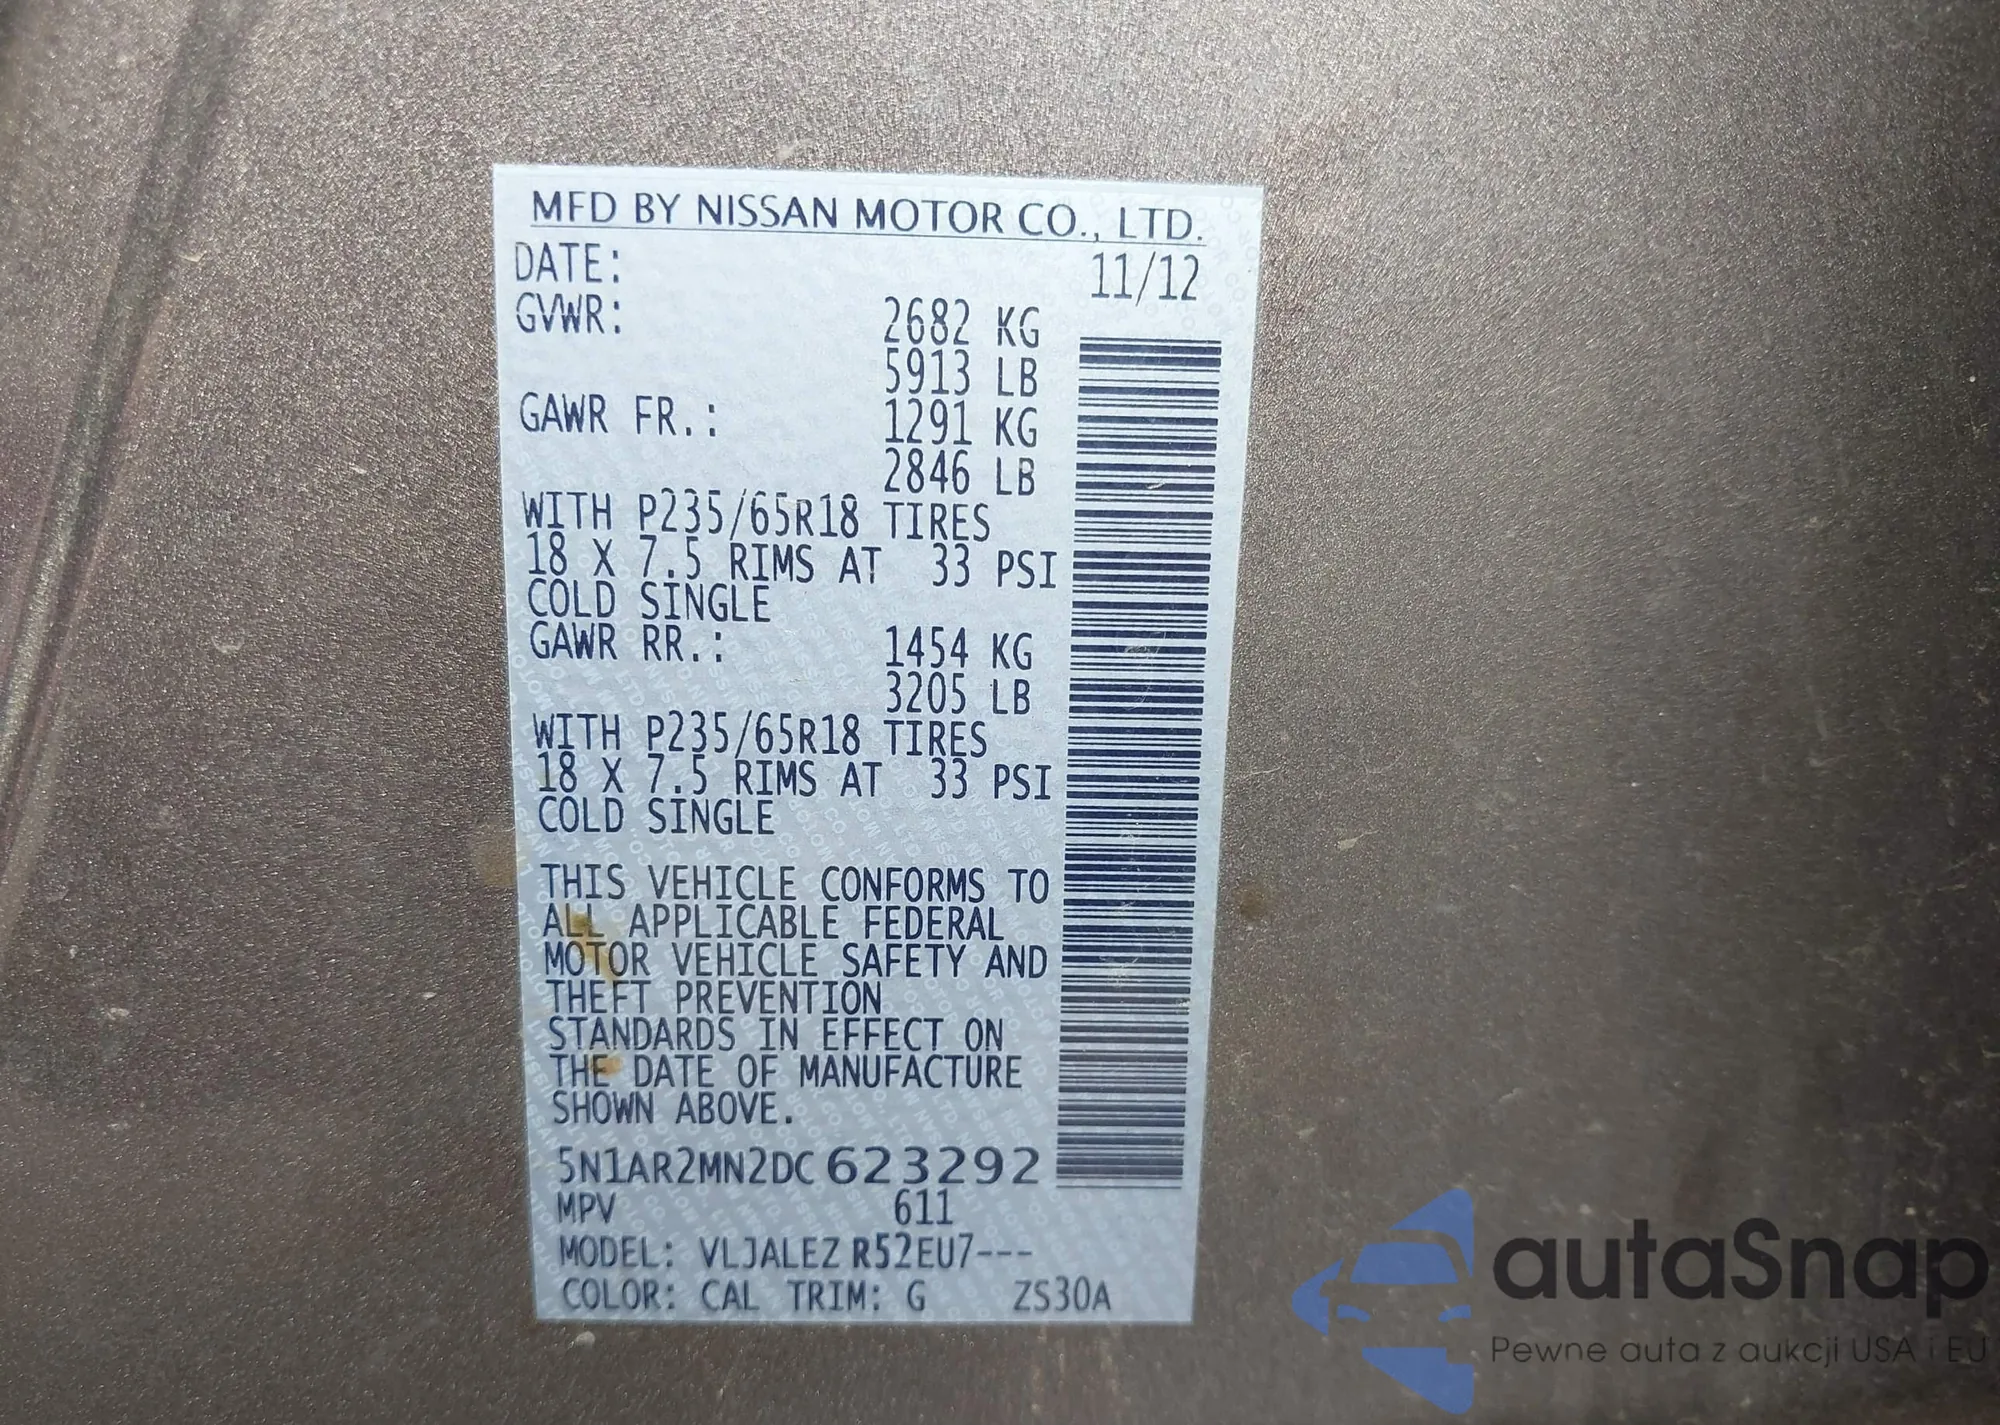 MFD BY NISSAN MOTOR CO., LTD.
DATE: 11/12
GVWR: 2682 KG
5913 LB
GAWR FR.: 1291 KG
2846 LB
WITH P235/65R18 TIRES
18 X 7.5 RIMS AT 33 PSI
COLD SINGLE
GAWR RR.: 1454 KG
3205 LB
WITH P235/65R18 TIRES
18 X 7.5 RIMS AT 33 PSI
COLD SINGLE
THIS VEHICLE CONFORMS TO
ALL APPLICABLE FEDERAL
MOTOR VEHICLE SAFETY AND
THEFT PREVENTION
STANDARDS IN EFFECT ON
THE DATE OF MANUFACTURE
SHOWN ABOVE.
5N1AR2MN2DC 623292
MPV 611
MODEL: VLJALEZ R52EU7---
COLOR: CAL TRIM: G ZS30A
autaSnap
Pewne auta z aukcji USA i EU